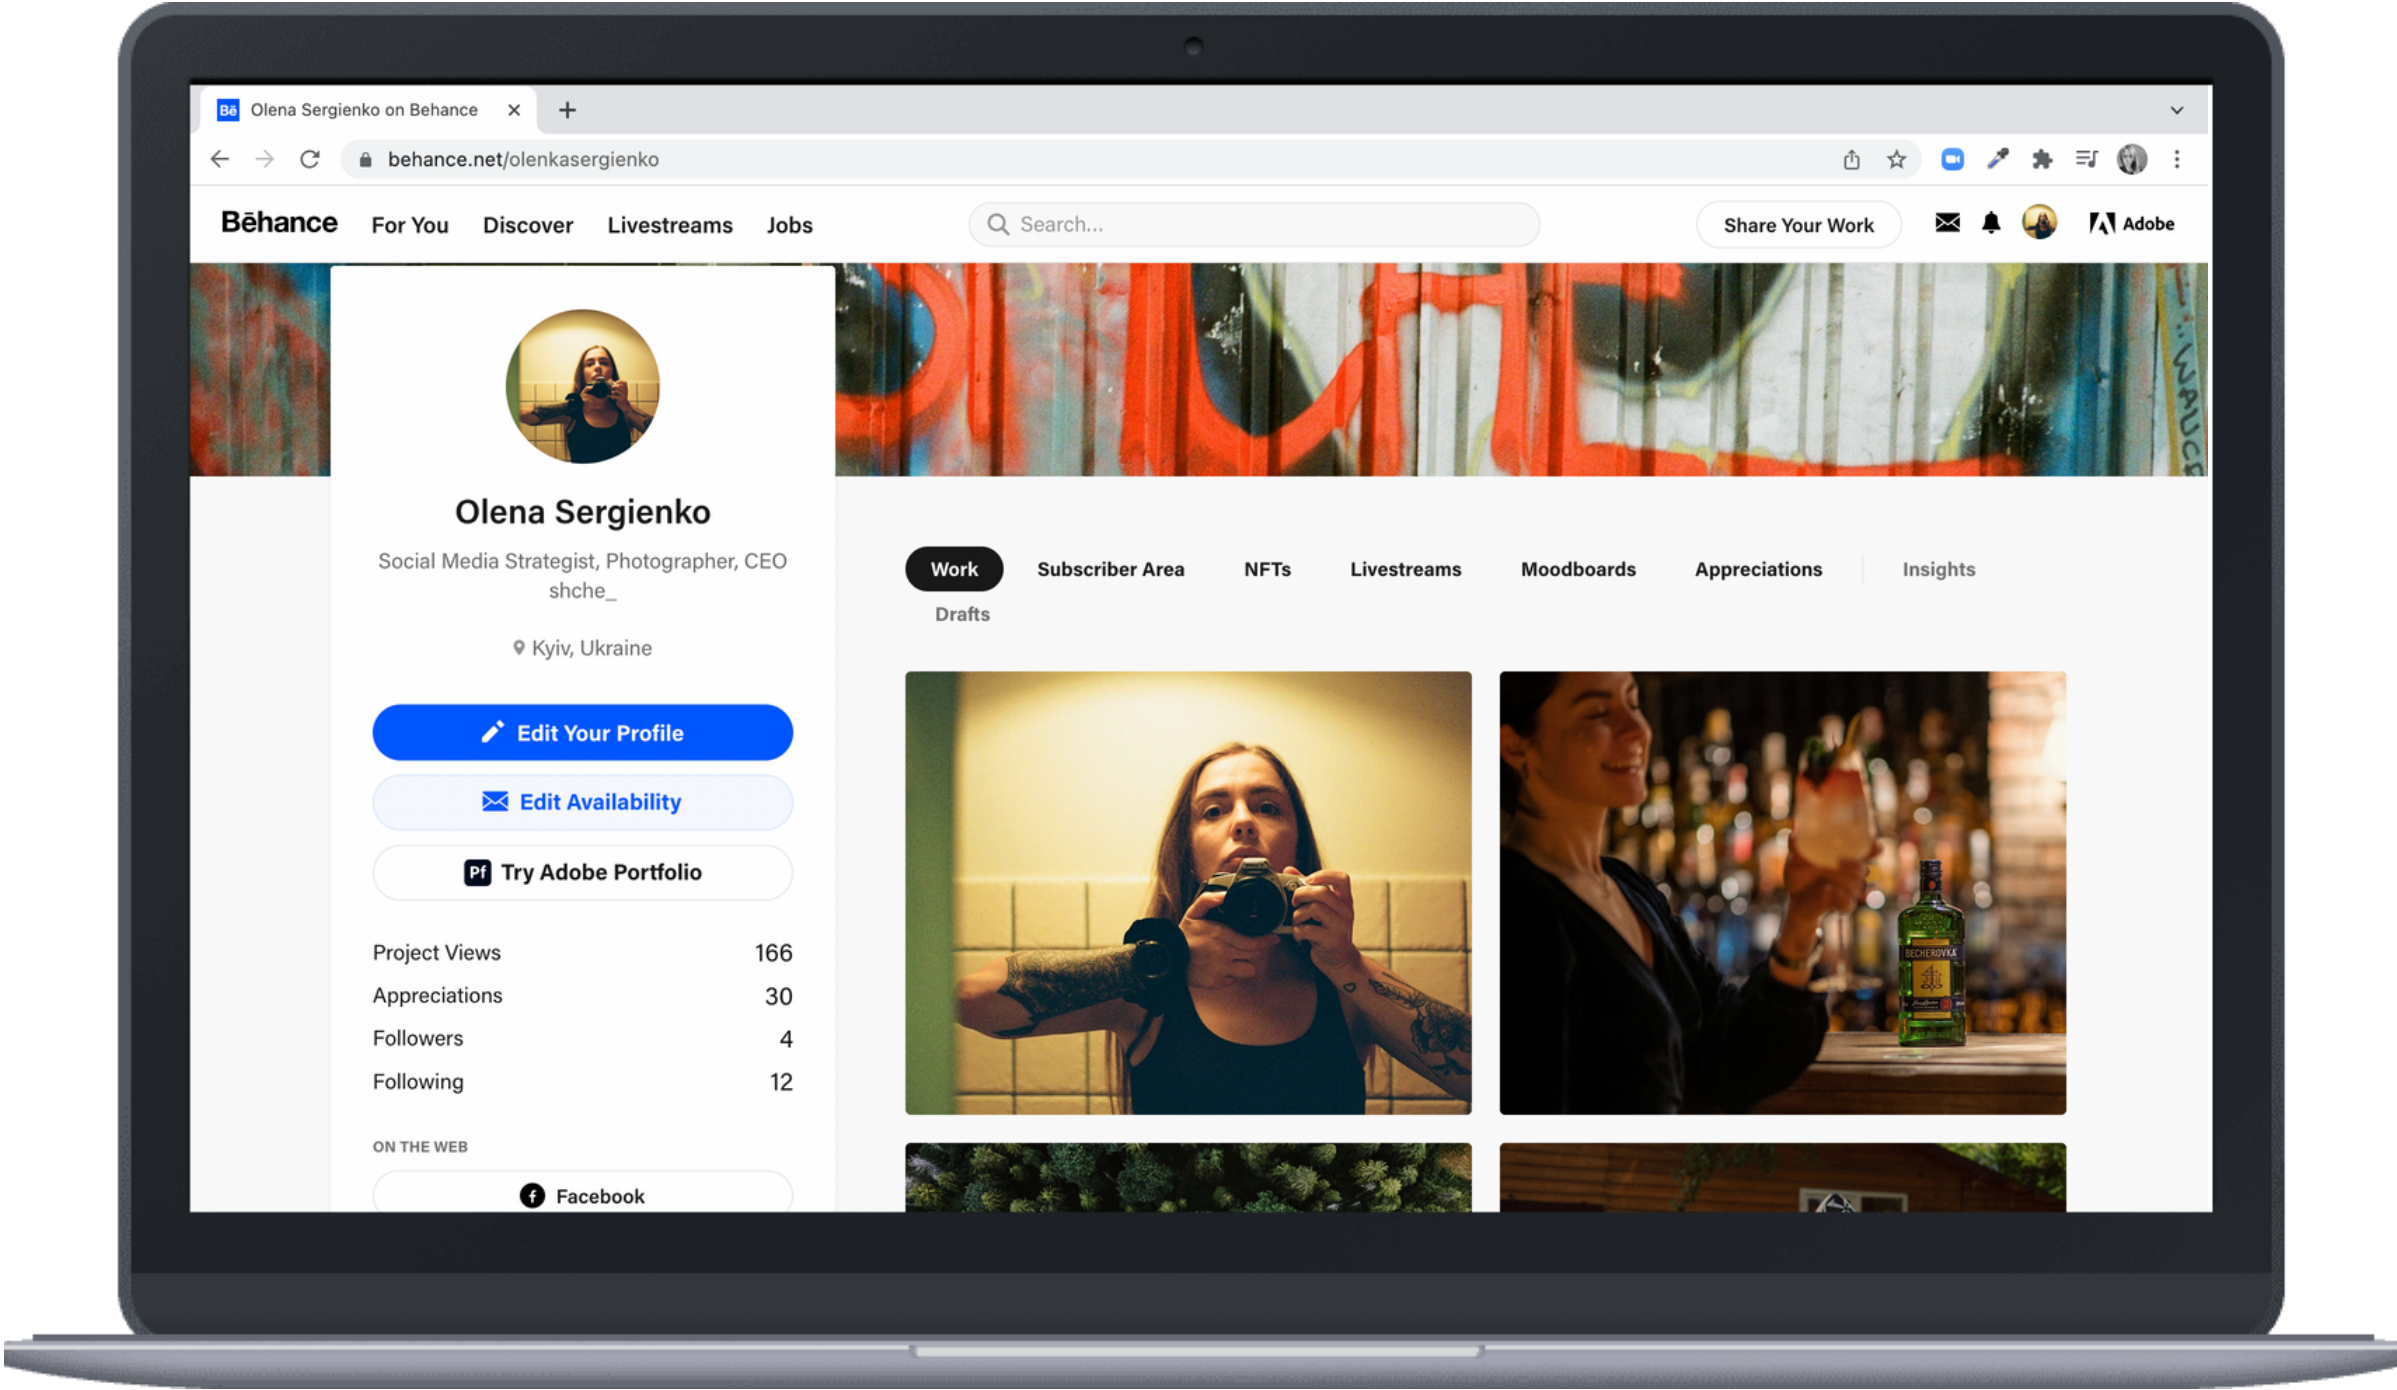 Bē Olena Sergienko on Behance
behance.net/olenkasergienko
Bēhance For You Discover Livestreams Jobs Search... Share Your Work Adobe
WAUCE
Olena Sergienko
Social Media Strategist, Photographer, CEO
shche_
Kyiv, Ukraine
Edit Your Profile
Edit Availability
Pf Try Adobe Portfolio
Project Views 166
Appreciations 30
Followers 4
Following 12
ON THE WEB
Facebook
Work Subscriber Area NFTs Livestreams Moodboards Appreciations Insights
Drafts
BECHEROVKA